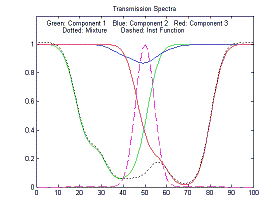 Transmission Spectra
Green: Component 1 Blue: Component 2 Red: Component 3
Dotted: Mixture Dashed: Inst Function
1
0.8
0.6
0.4
0.2
0
0 10 20 30 40 50 60 70 80 90 100